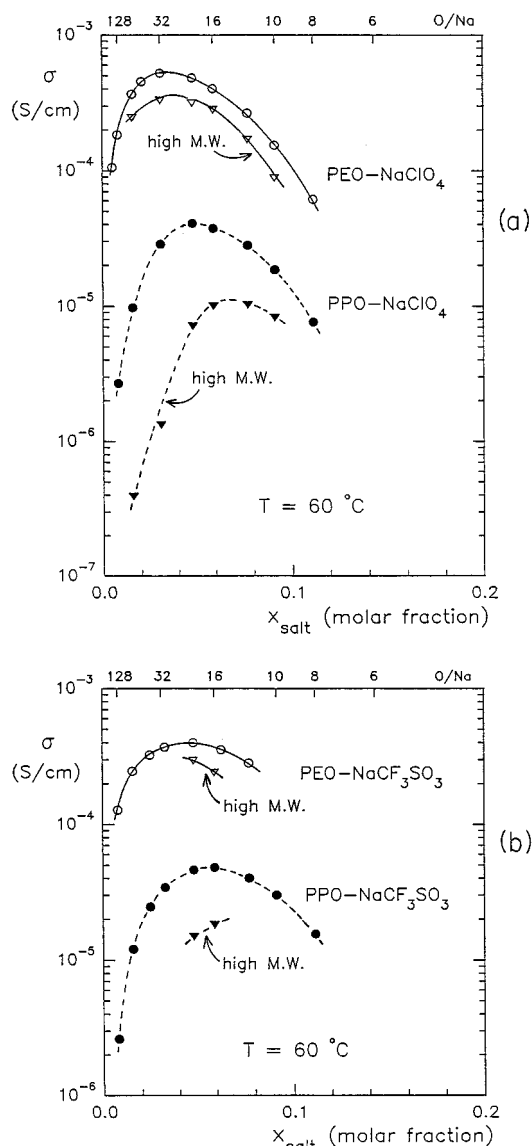 128 32 16 10 8 6 O/Na
10⁻³
σ
(S/cm)
10⁻⁴
high M.W.
PEO–NaClO₄
(a)
PPO–NaClO₄
10⁻⁵
high M.W.
10⁻⁶
T = 60 °C
10⁻⁷
0.0 0.1 0.2
x_salt (molar fraction)
128 32 16 10 8 6 O/Na
10⁻³
σ
(S/cm)
PEO–NaCF₃SO₃
high M.W.
10⁻⁴
(b)
PPO–NaCF₃SO₃
10⁻⁵
high M.W.
T = 60 °C
10⁻⁶
0.0 0.1 0.2
x_salt (molar fraction)